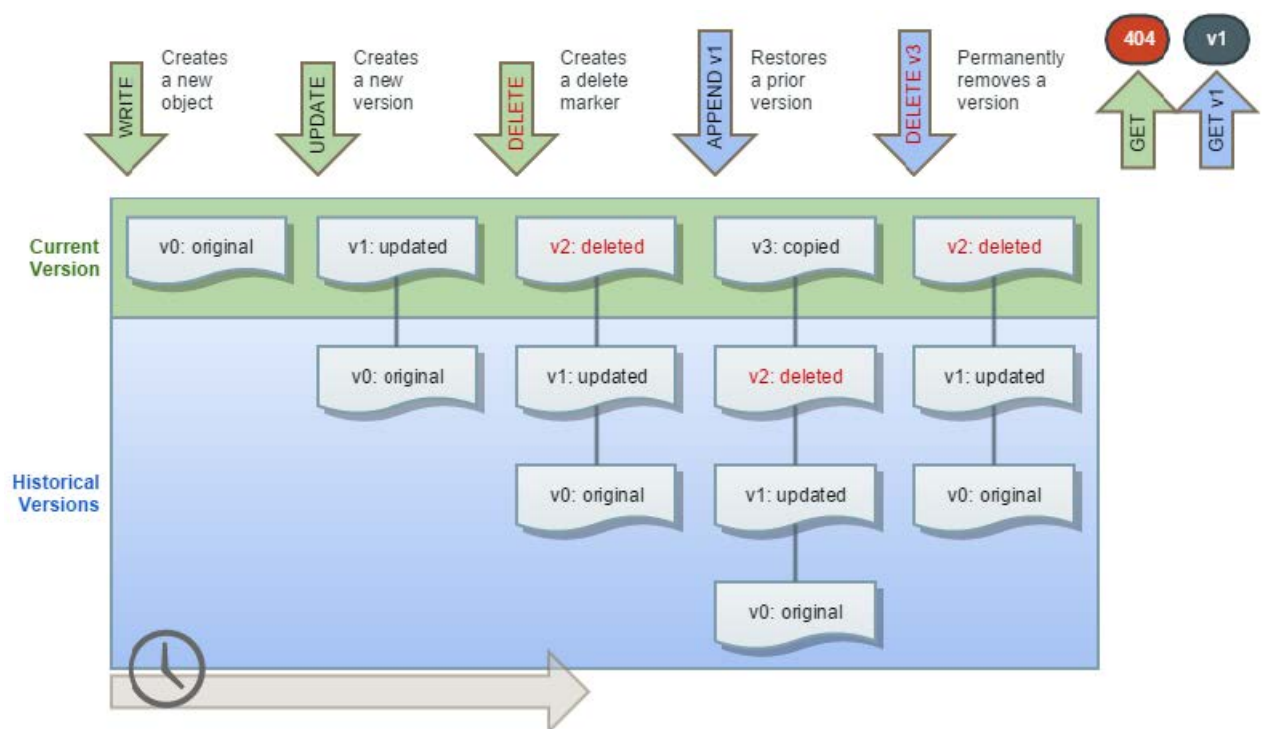 WRITE
Creates
a new
object
UPDATE
Creates
a new
version
DELETE
Creates
a delete
marker
APPEND v1
Restores
a prior
version
DELETE v3
Permanently
removes a
version
404
v1
GET
GET v1
Current
Version
v0: original
v1: updated
v2: deleted
v3: copied
v2: deleted
v0: original
v1: updated
v2: deleted
v1: updated
Historical
Versions
v0: original
v1: updated
v0: original
v0: original